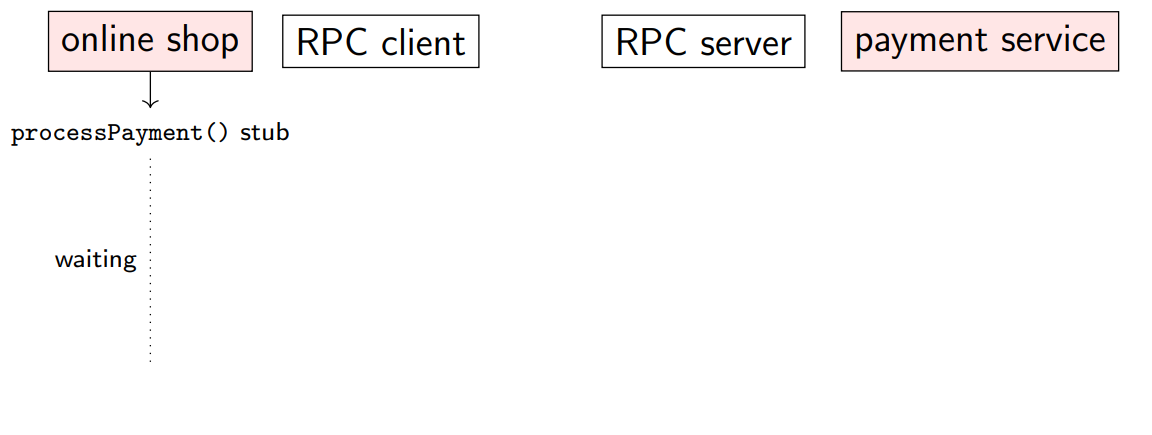 online shop
RPC client
RPC server
payment service
processPayment() stub
waiting